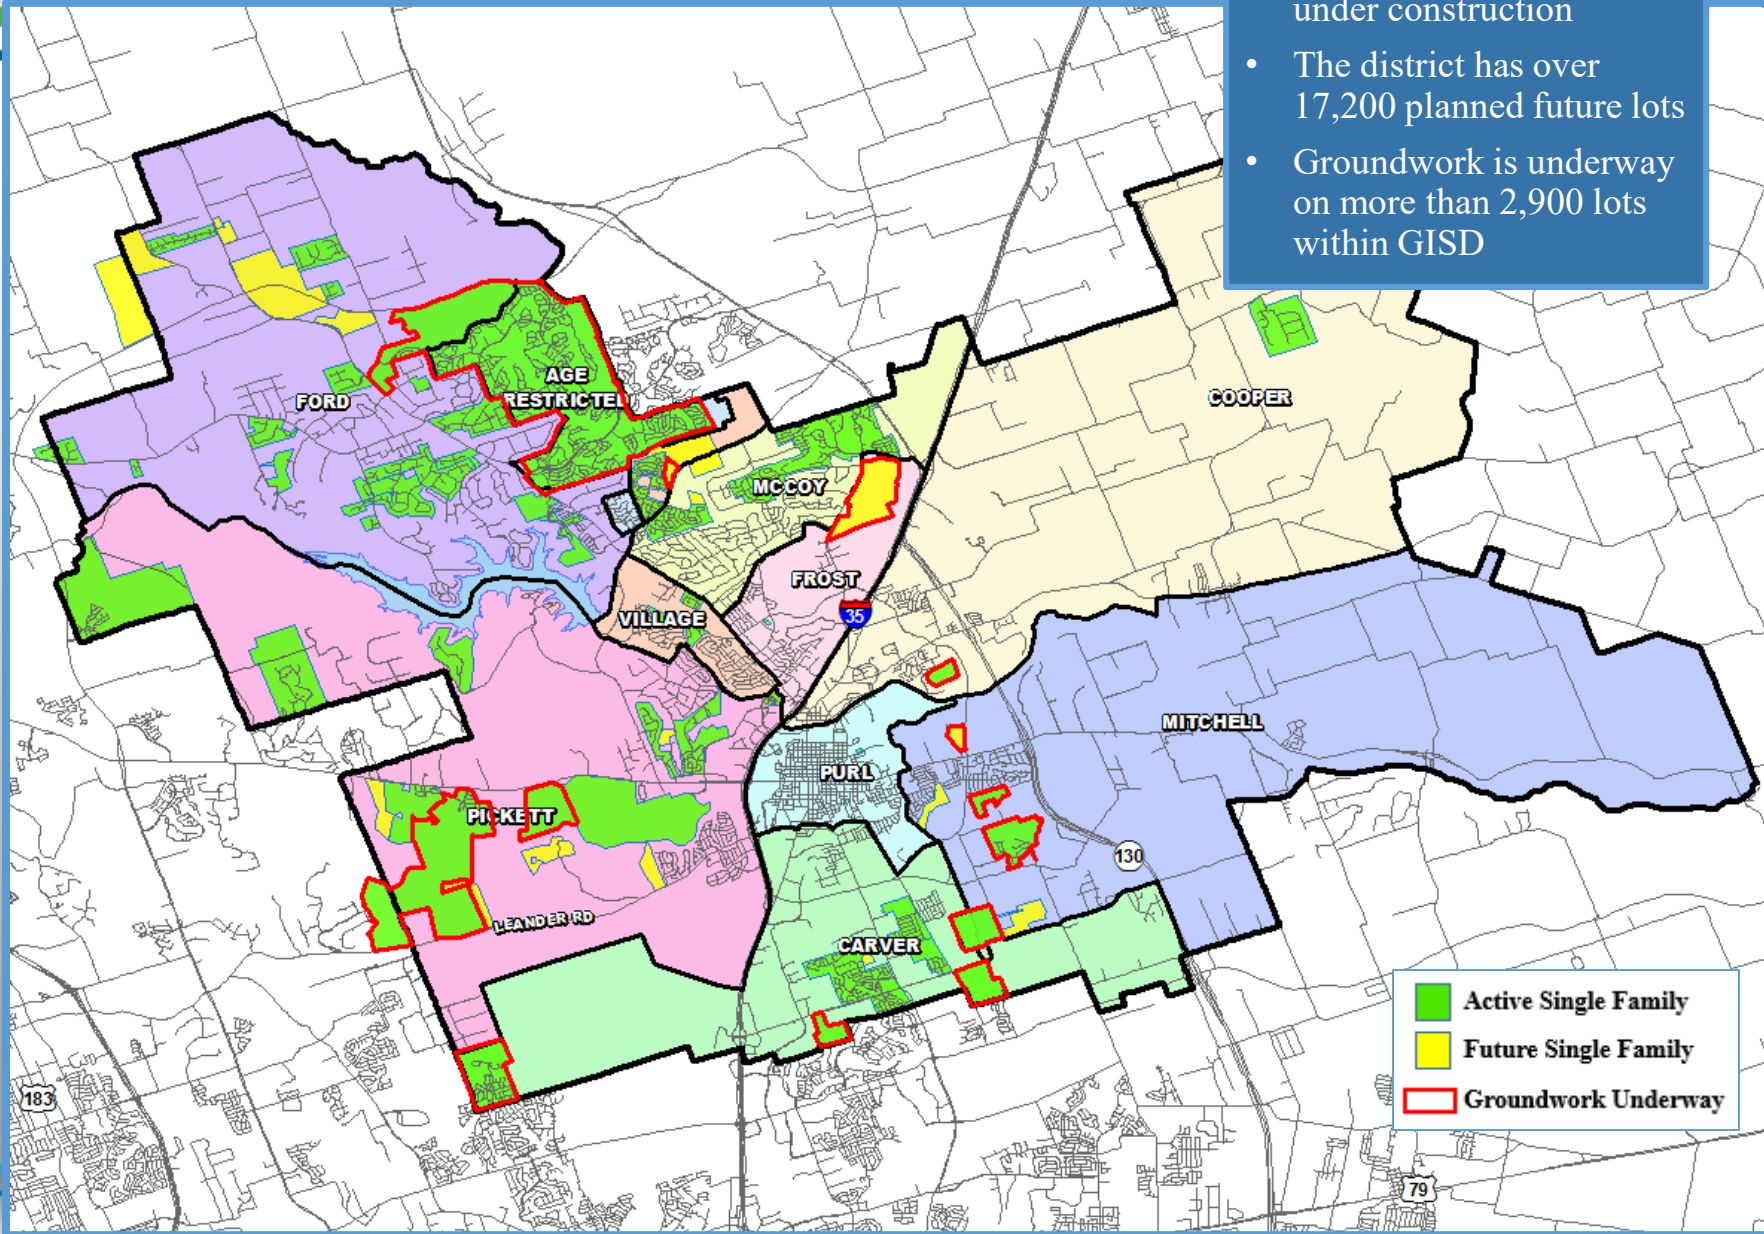 under construction
• The district has over
17,200 planned future lots
• Groundwork is underway
on more than 2,900 lots
within GISD
AGE
RESTRICTED
FORD
COOPER
MCCOY
FROST
35
VILLAGE
MITCHELL
PURL
PICKETT
130
LEANDER RD
CARVER
Active Single Family
Future Single Family
Groundwork Underway
183
79